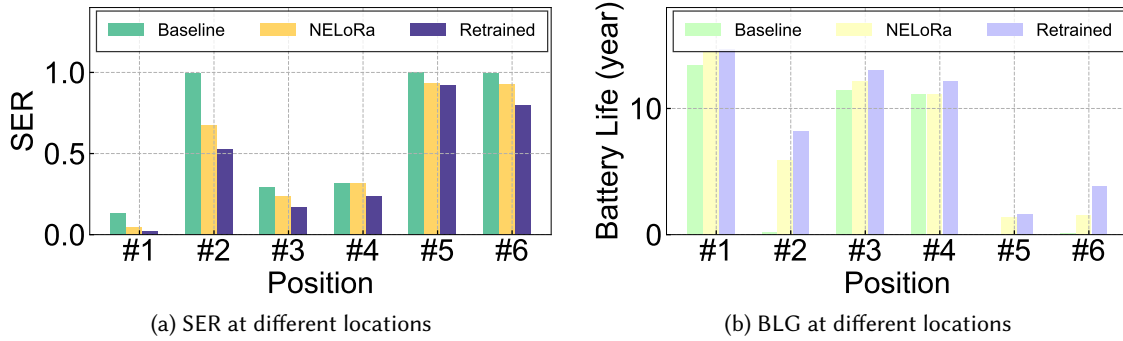 Baseline NELoRa Retrained
SER
1.0
0.5
0.0
#1 #2 #3 #4 #5 #6
Position
(a) SER at different locations
Baseline NELoRa Retrained
Battery Life (year)
10
0
#1 #2 #3 #4 #5 #6
Position
(b) BLG at different locations